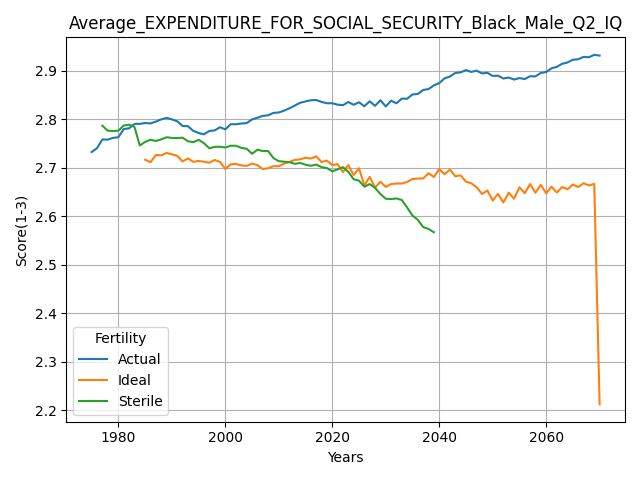 Average_EXPENDITURE_FOR_SOCIAL_SECURITY_Black_Male_Q2_IQ
Score(1-3)
2.9
2.8
2.7
2.6
2.5
2.4
2.3
2.2
Fertility
Actual
Ideal
Sterile
1980 2000 2020 2040 2060
Years